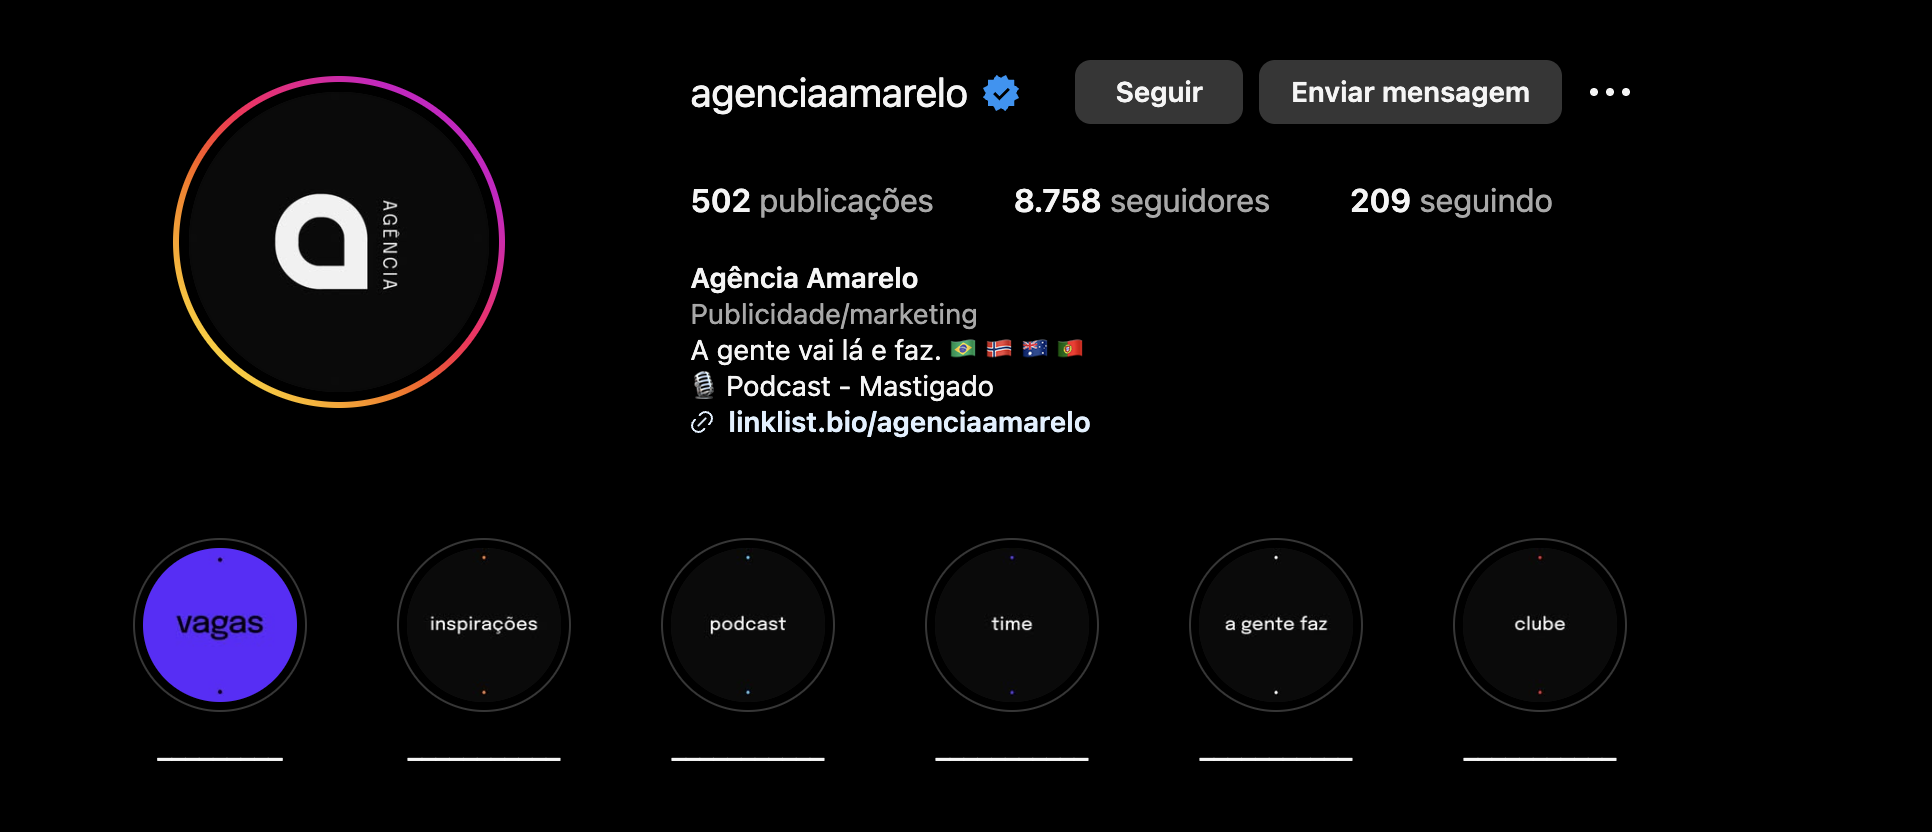 agenciaamarelo
Seguir
Enviar mensagem
502 publicações
8.758 seguidores
209 seguindo
AGÊNCIA
Agência Amarelo
Publicidade/marketing
A gente vai lá e faz. 🇧🇷 🇳🇴 🇦🇺 🇵🇹
🎙️ Podcast - Mastigado
linklist.bio/agenciaamarelo
vagas
inspirações
podcast
time
a gente faz
clube